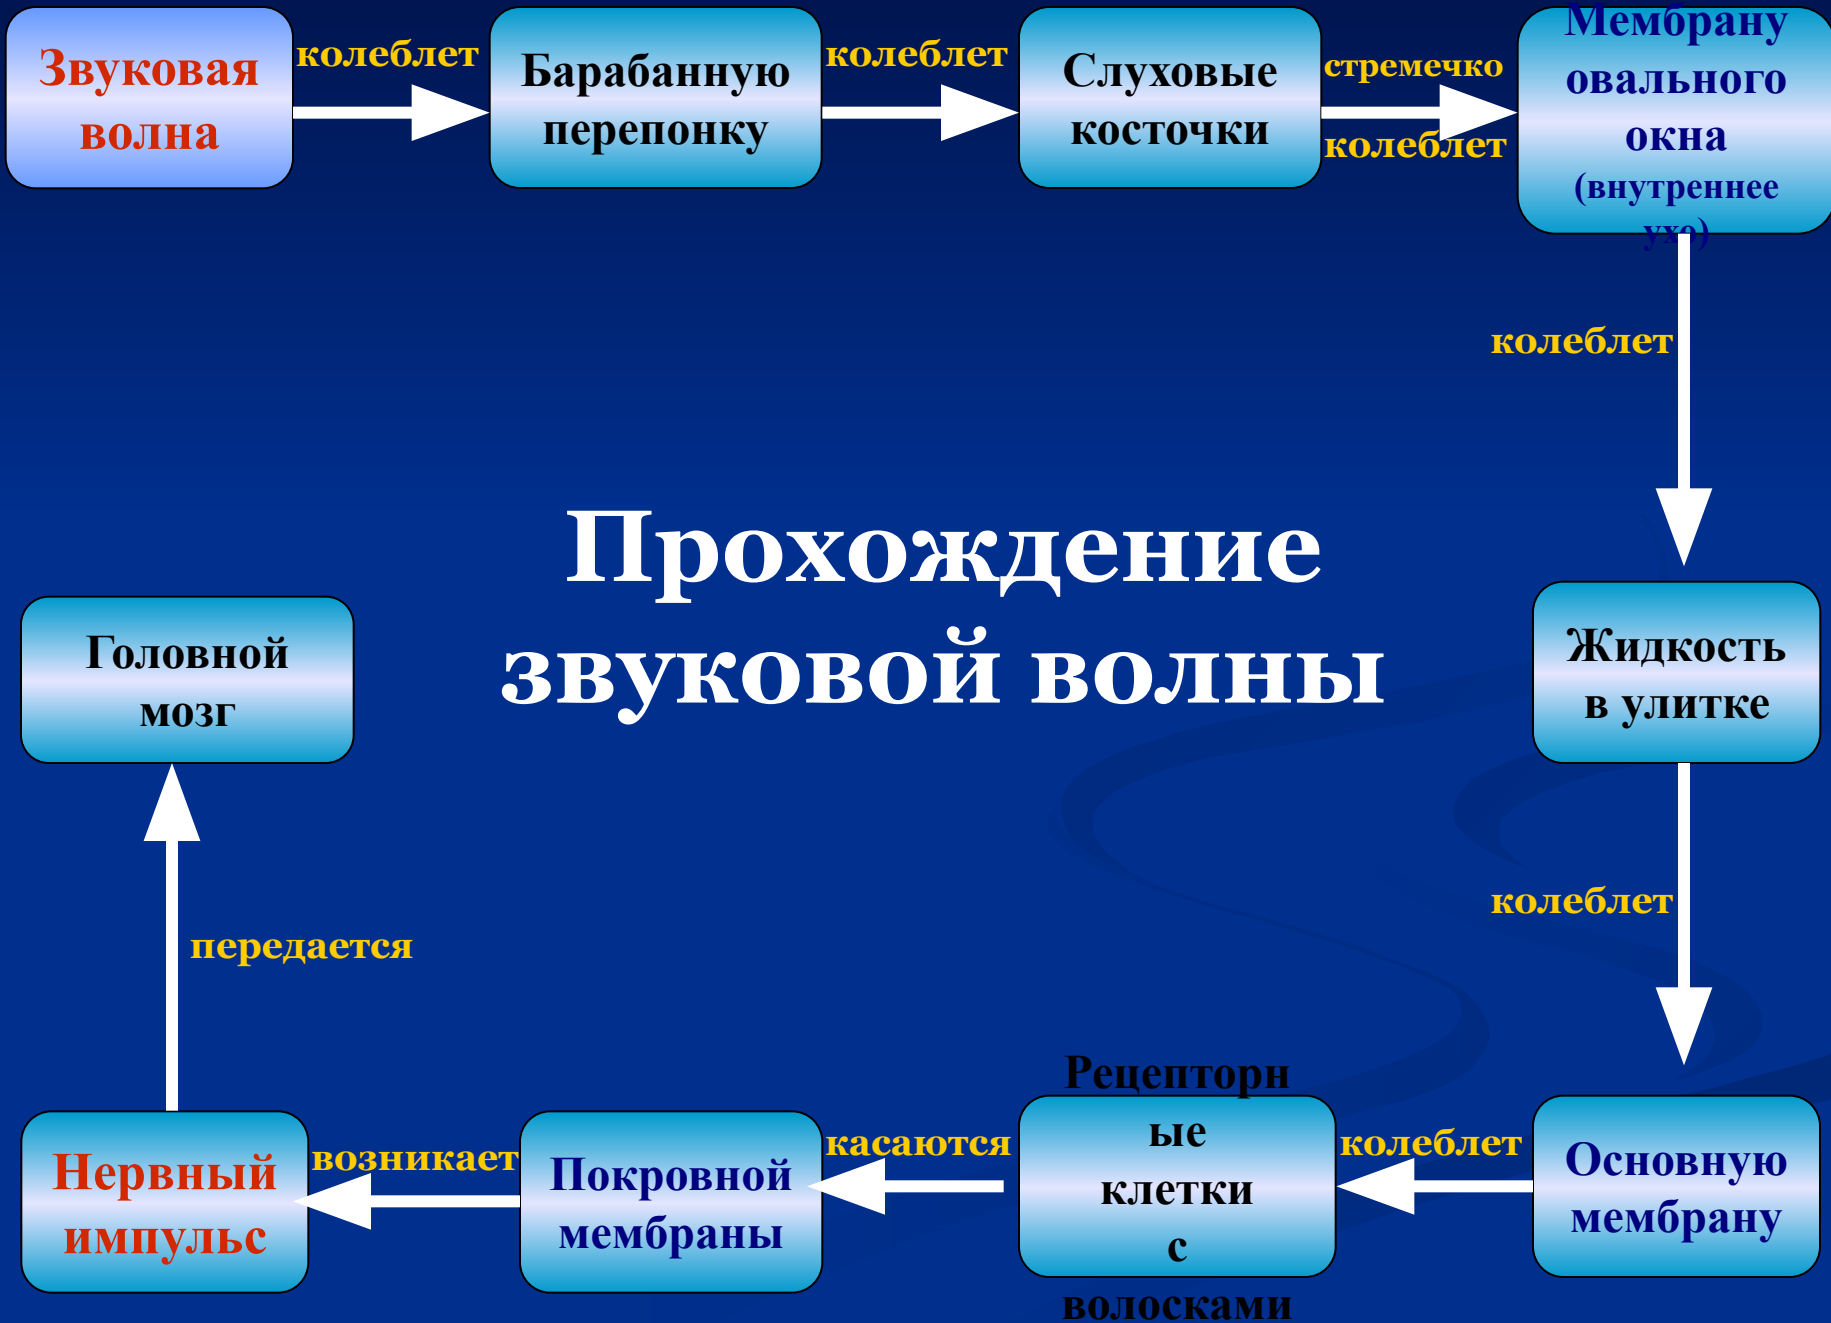 Звуковая
волна
колеблет
Барабанную
перепонку
колеблет
Слуховые
косточки
стремечко
колеблет
Мембрану
овального
окна
(внутреннее
ухо)
колеблет
Прохождение
звуковой волны
Жидкость
в улитке
колеблет
Основную
мембрану
колеблет
Рецепторн
ые
клетки
с
волосками
касаются
Покровной
мембраны
возникает
Нервный
импульс
передается
Головной
мозг